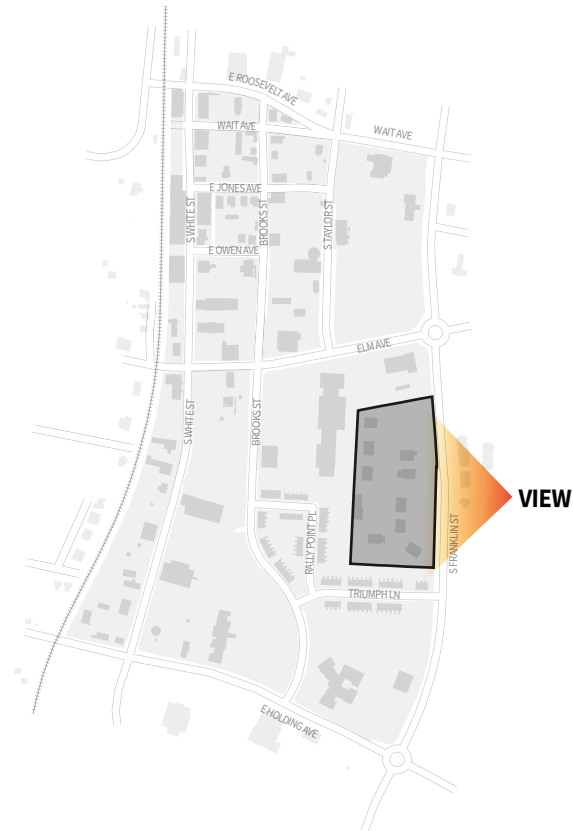 E ROOSEVELT AVE
WAIT AVE
WAIT AVE
E JONES AVE
S WHITE ST
BROOKS ST
S TAYLOR ST
E OWEN AVE
ELM AVE
S WHITE ST
BROOKS ST
VIEW
RALLY POINT PL
S FRANKLIN ST
TRIUMPH LN
E HOLDING AVE